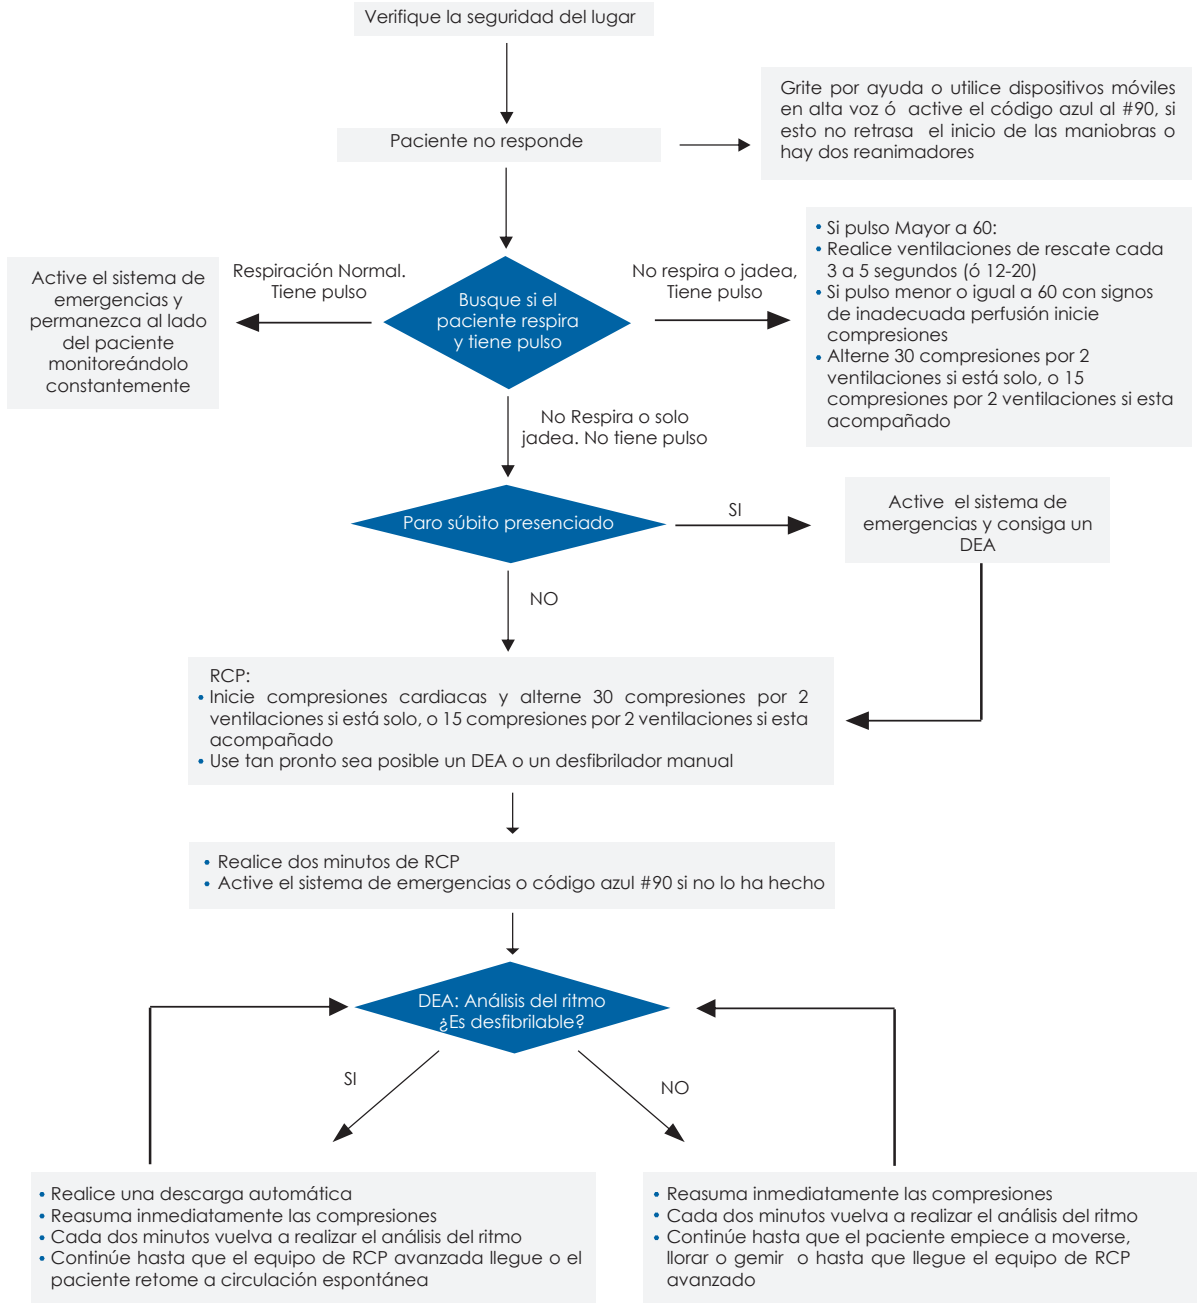 Verifique la seguridad del lugar
Grite por ayuda o utilice dispositivos móviles
en alta voz ó active el código azul al #90, si
esto no retrasa el inicio de las maniobras o
hay dos reanimadores
Paciente no responde
• Si pulso Mayor a 60:
• Realice ventilaciones de rescate cada
3 a 5 segundos (ó 12-20)
• Si pulso menor o igual a 60 con signos
de inadecuada perfusión inicie
compresiones
• Alterne 30 compresiones por 2
ventilaciones si está solo, o 15
compresiones por 2 ventilaciones si esta
acompañado
No respira o jadea,
Tiene pulso
Busque si el
paciente respira
y tiene pulso
Respiración Normal.
Tiene pulso
Active el sistema de
emergencias y
permanezca al lado
del paciente
monitoreándolo
constantemente
No Respira o solo
jadea. No tiene pulso
Paro súbito presenciado
SI
Active el sistema de
emergencias y consiga un
DEA
NO
RCP:
• Inicie compresiones cardiacas y alterne 30 compresiones por 2
ventilaciones si está solo, o 15 compresiones por 2 ventilaciones si esta
acompañado
• Use tan pronto sea posible un DEA o un desfibrilador manual
• Realice dos minutos de RCP
• Active el sistema de emergencias o código azul #90 si no lo ha hecho
DEA: Análisis del ritmo
¿Es desfibrilable?
SI
NO
• Realice una descarga automática
• Reasuma inmediatamente las compresiones
• Cada dos minutos vuelva a realizar el análisis del ritmo
• Continúe hasta que el equipo de RCP avanzada llegue o el
paciente retome a circulación espontánea
• Reasuma inmediatamente las compresiones
• Cada dos minutos vuelva a realizar el análisis del ritmo
• Continúe hasta que el paciente empiece a moverse,
llorar o gemir o hasta que llegue el equipo de RCP
avanzado